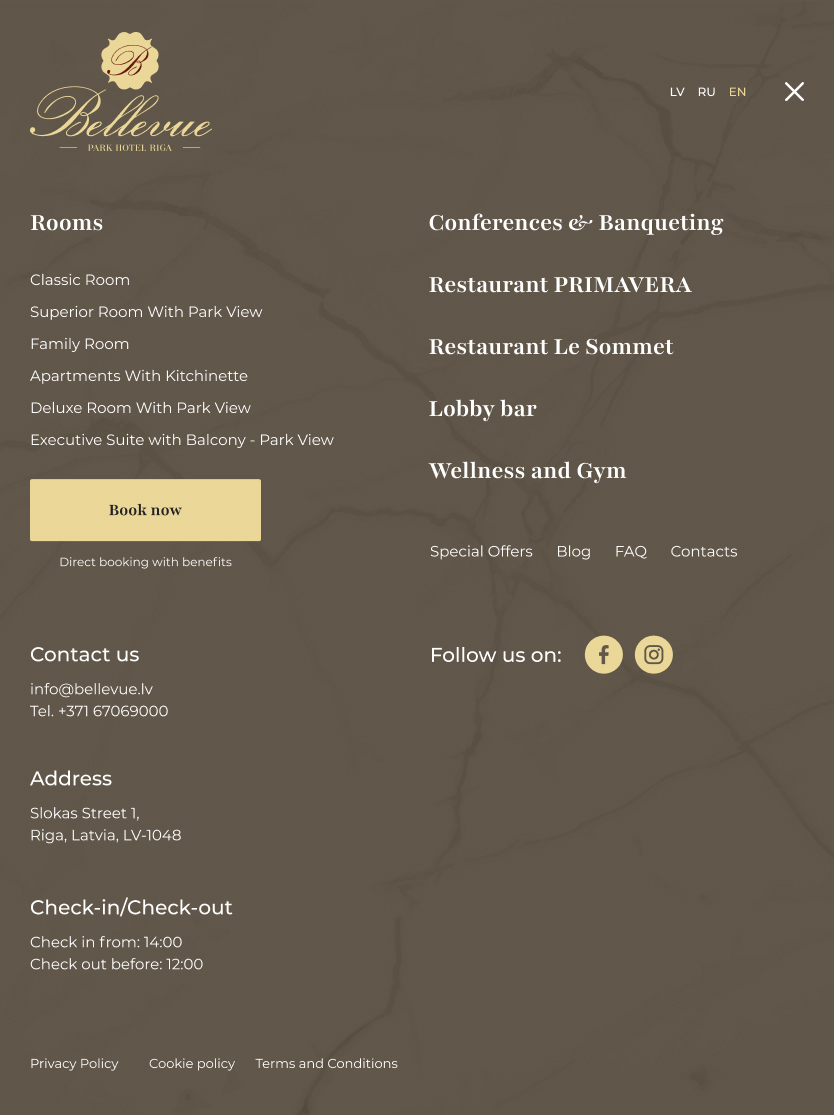 B
Bellevue
PARK HOTEL RIGA
LV RU EN
Rooms
Classic Room
Superior Room With Park View
Family Room
Apartments With Kitchinette
Deluxe Room With Park View
Executive Suite with Balcony - Park View
Book now
Direct booking with benefits
Conferences & Banqueting
Restaurant PRIMAVERA
Restaurant Le Sommet
Lobby bar
Wellness and Gym
Special Offers Blog FAQ Contacts
Contact us
info@bellevue.lv
Tel. +371 67069000
Follow us on:
Address
Slokas Street 1,
Riga, Latvia, LV-1048
Check-in/Check-out
Check in from: 14:00
Check out before: 12:00
Privacy Policy Cookie policy Terms and Conditions